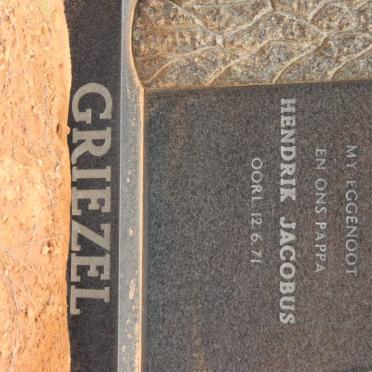 MY EGGENOOT
EN ONS PAPPA
HENDRIK JACOBUS
OORL. 12.6.71.
GRIEZEL